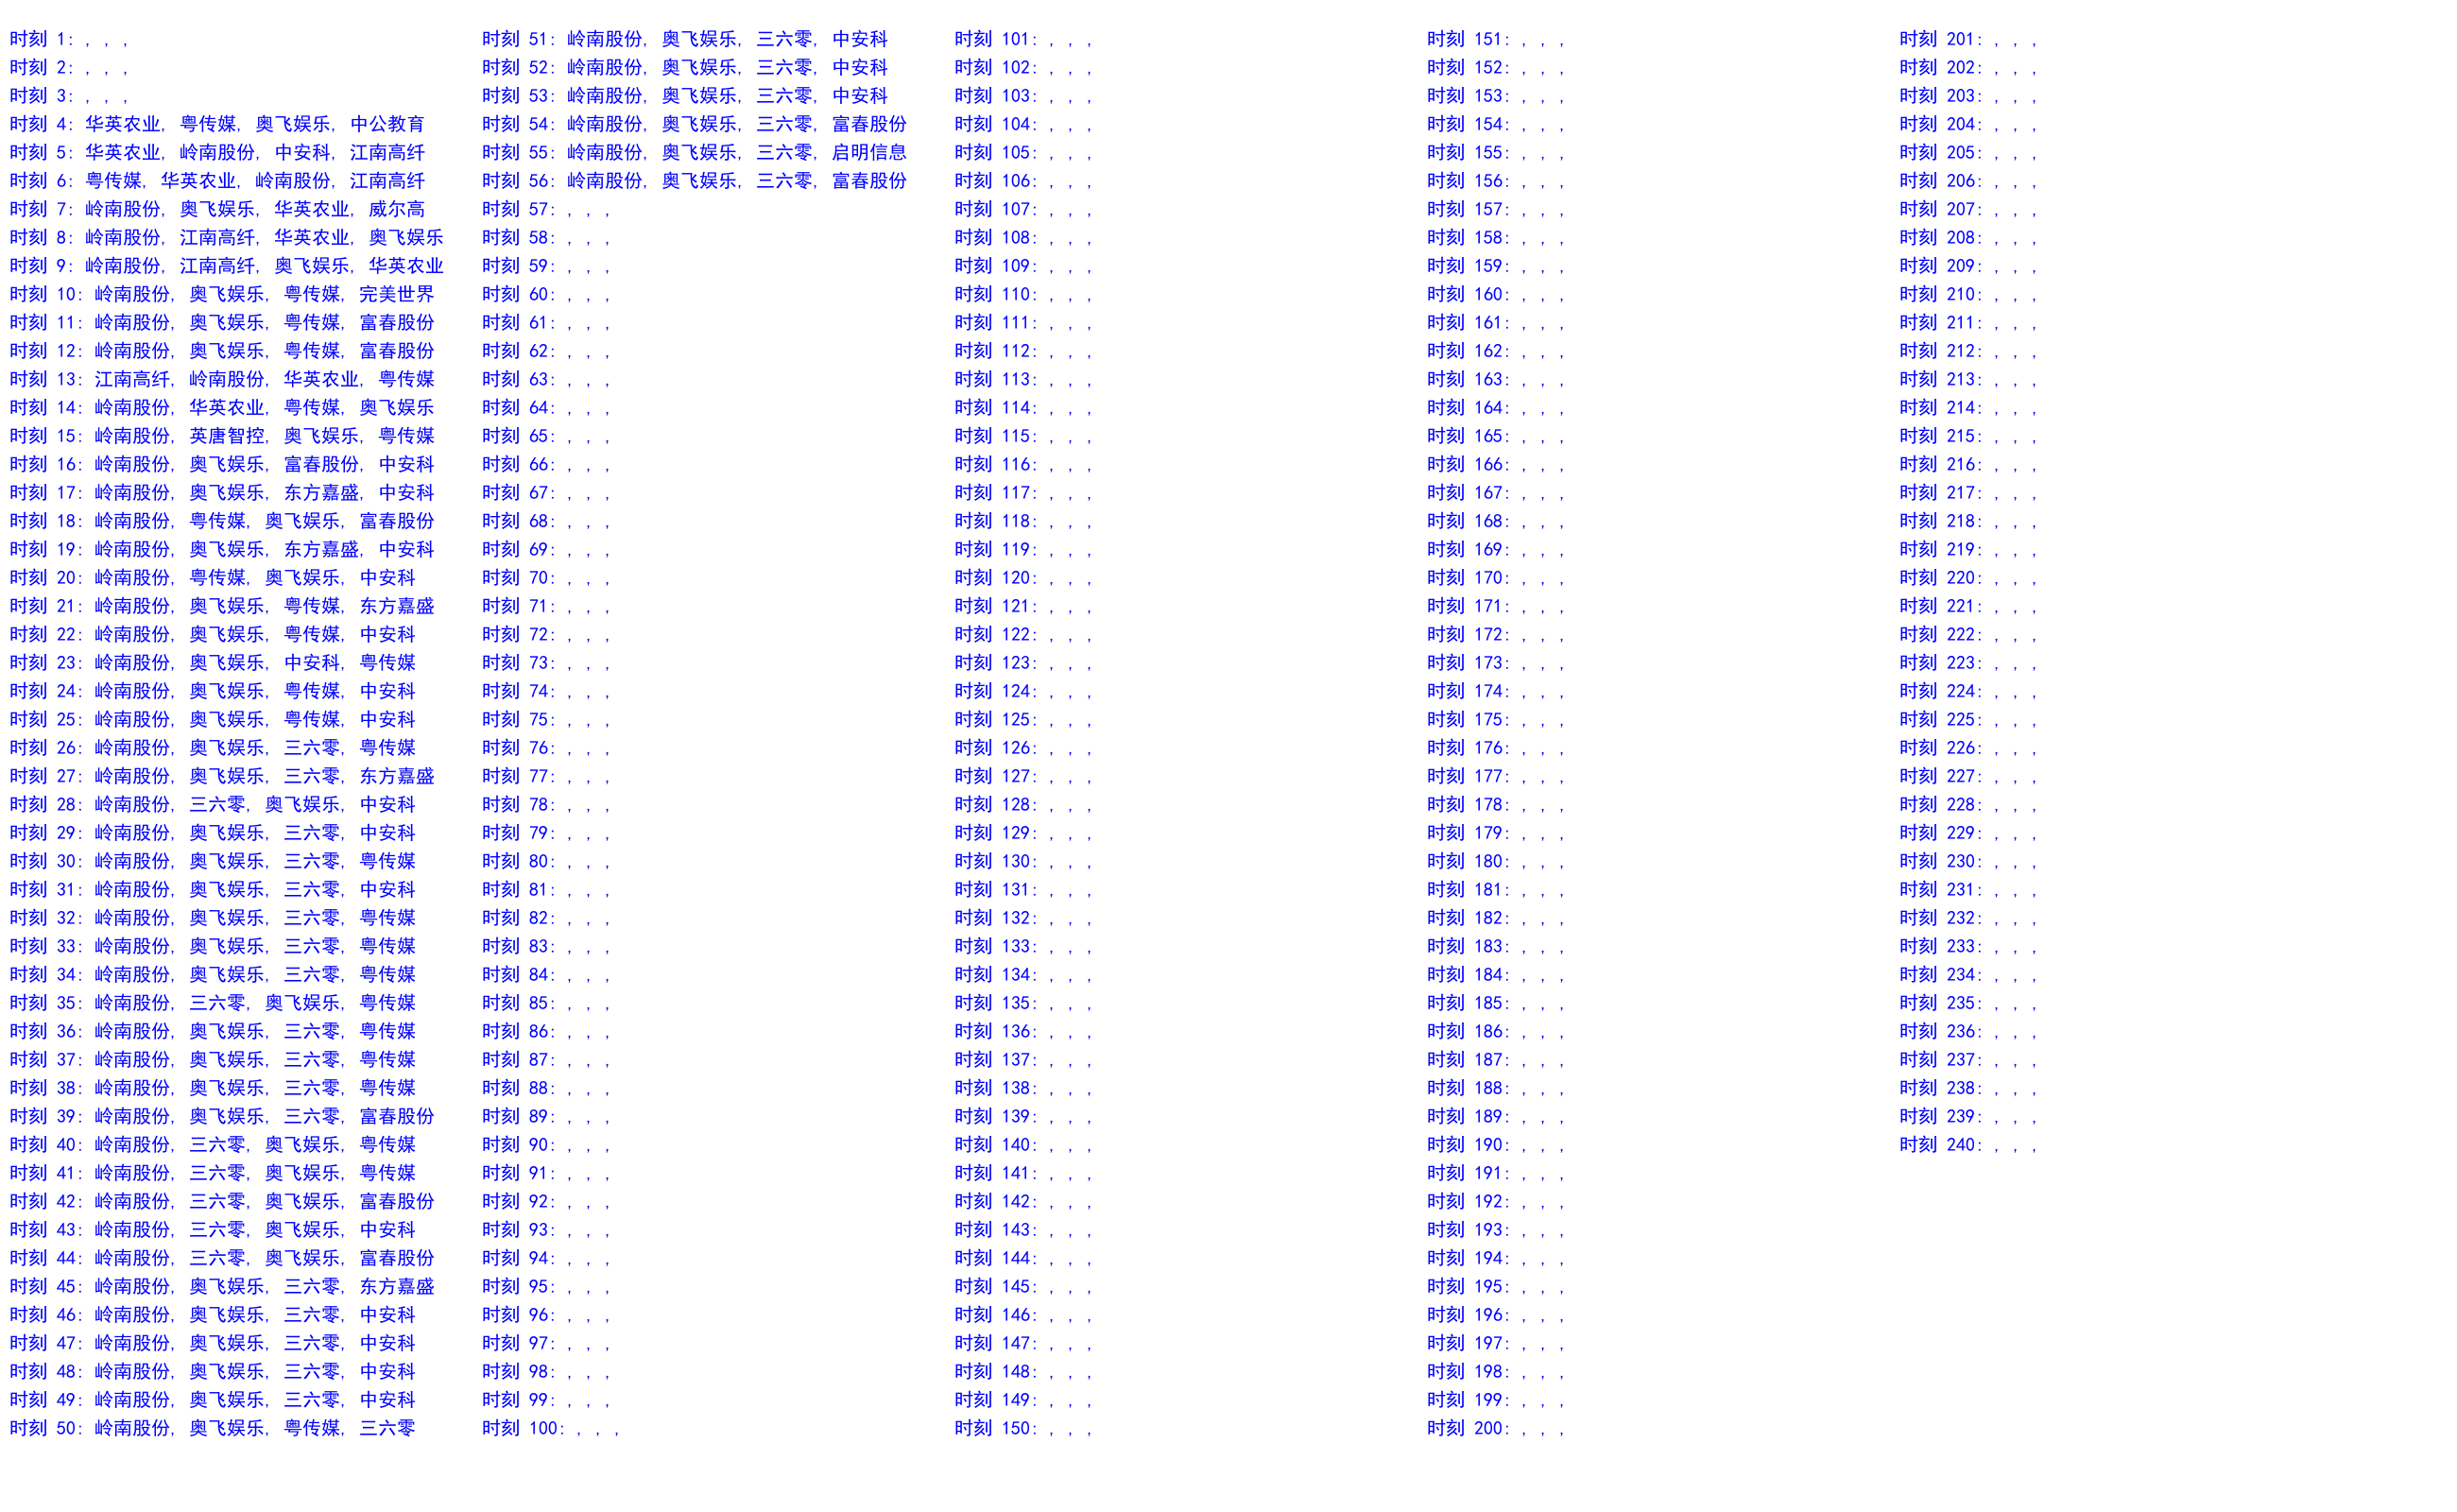 时刻 1: , , ,
时刻 2: , , ,
时刻 3: , , ,
时刻 4: 华英农业, 粤传媒, 奥飞娱乐, 中公教育
时刻 5: 华英农业, 岭南股份, 中安科, 江南高纤
时刻 6: 粤传媒, 华英农业, 岭南股份, 江南高纤
时刻 7: 岭南股份, 奥飞娱乐, 华英农业, 威尔高
时刻 8: 岭南股份, 江南高纤, 华英农业, 奥飞娱乐
时刻 9: 岭南股份, 江南高纤, 奥飞娱乐, 华英农业
时刻 10: 岭南股份, 奥飞娱乐, 粤传媒, 完美世界
时刻 11: 岭南股份, 奥飞娱乐, 粤传媒, 富春股份
时刻 12: 岭南股份, 奥飞娱乐, 粤传媒, 富春股份
时刻 13: 江南高纤, 岭南股份, 华英农业, 粤传媒
时刻 14: 岭南股份, 华英农业, 粤传媒, 奥飞娱乐
时刻 15: 岭南股份, 英唐智控, 奥飞娱乐, 粤传媒
时刻 16: 岭南股份, 奥飞娱乐, 富春股份, 中安科
时刻 17: 岭南股份, 奥飞娱乐, 东方嘉盛, 中安科
时刻 18: 岭南股份, 粤传媒, 奥飞娱乐, 富春股份
时刻 19: 岭南股份, 奥飞娱乐, 东方嘉盛, 中安科
时刻 20: 岭南股份, 粤传媒, 奥飞娱乐, 中安科
时刻 21: 岭南股份, 奥飞娱乐, 粤传媒, 东方嘉盛
时刻 22: 岭南股份, 奥飞娱乐, 粤传媒, 中安科
时刻 23: 岭南股份, 奥飞娱乐, 中安科, 粤传媒
时刻 24: 岭南股份, 奥飞娱乐, 粤传媒, 中安科
时刻 25: 岭南股份, 奥飞娱乐, 粤传媒, 中安科
时刻 26: 岭南股份, 奥飞娱乐, 三六零, 粤传媒
时刻 27: 岭南股份, 奥飞娱乐, 三六零, 东方嘉盛
时刻 28: 岭南股份, 三六零, 奥飞娱乐, 中安科
时刻 29: 岭南股份, 奥飞娱乐, 三六零, 中安科
时刻 30: 岭南股份, 奥飞娱乐, 三六零, 粤传媒
时刻 31: 岭南股份, 奥飞娱乐, 三六零, 中安科
时刻 32: 岭南股份, 奥飞娱乐, 三六零, 粤传媒
时刻 33: 岭南股份, 奥飞娱乐, 三六零, 粤传媒
时刻 34: 岭南股份, 奥飞娱乐, 三六零, 粤传媒
时刻 35: 岭南股份, 三六零, 奥飞娱乐, 粤传媒
时刻 36: 岭南股份, 奥飞娱乐, 三六零, 粤传媒
时刻 37: 岭南股份, 奥飞娱乐, 三六零, 粤传媒
时刻 38: 岭南股份, 奥飞娱乐, 三六零, 粤传媒
时刻 39: 岭南股份, 奥飞娱乐, 三六零, 富春股份
时刻 40: 岭南股份, 三六零, 奥飞娱乐, 粤传媒
时刻 41: 岭南股份, 三六零, 奥飞娱乐, 粤传媒
时刻 42: 岭南股份, 三六零, 奥飞娱乐, 富春股份
时刻 43: 岭南股份, 三六零, 奥飞娱乐, 中安科
时刻 44: 岭南股份, 三六零, 奥飞娱乐, 富春股份
时刻 45: 岭南股份, 奥飞娱乐, 三六零, 东方嘉盛
时刻 46: 岭南股份, 奥飞娱乐, 三六零, 中安科
时刻 47: 岭南股份, 奥飞娱乐, 三六零, 中安科
时刻 48: 岭南股份, 奥飞娱乐, 三六零, 中安科
时刻 49: 岭南股份, 奥飞娱乐, 三六零, 中安科
时刻 50: 岭南股份, 奥飞娱乐, 粤传媒, 三六零
时刻 51: 岭南股份, 奥飞娱乐, 三六零, 中安科
时刻 52: 岭南股份, 奥飞娱乐, 三六零, 中安科
时刻 53: 岭南股份, 奥飞娱乐, 三六零, 中安科
时刻 54: 岭南股份, 奥飞娱乐, 三六零, 富春股份
时刻 55: 岭南股份, 奥飞娱乐, 三六零, 启明信息
时刻 56: 岭南股份, 奥飞娱乐, 三六零, 富春股份
时刻 57: , , ,
时刻 58: , , ,
时刻 59: , , ,
时刻 60: , , ,
时刻 61: , , ,
时刻 62: , , ,
时刻 63: , , ,
时刻 64: , , ,
时刻 65: , , ,
时刻 66: , , ,
时刻 67: , , ,
时刻 68: , , ,
时刻 69: , , ,
时刻 70: , , ,
时刻 71: , , ,
时刻 72: , , ,
时刻 73: , , ,
时刻 74: , , ,
时刻 75: , , ,
时刻 76: , , ,
时刻 77: , , ,
时刻 78: , , ,
时刻 79: , , ,
时刻 80: , , ,
时刻 81: , , ,
时刻 82: , , ,
时刻 83: , , ,
时刻 84: , , ,
时刻 85: , , ,
时刻 86: , , ,
时刻 87: , , ,
时刻 88: , , ,
时刻 89: , , ,
时刻 90: , , ,
时刻 91: , , ,
时刻 92: , , ,
时刻 93: , , ,
时刻 94: , , ,
时刻 95: , , ,
时刻 96: , , ,
时刻 97: , , ,
时刻 98: , , ,
时刻 99: , , ,
时刻 100: , , ,
时刻 101: , , ,
时刻 102: , , ,
时刻 103: , , ,
时刻 104: , , ,
时刻 105: , , ,
时刻 106: , , ,
时刻 107: , , ,
时刻 108: , , ,
时刻 109: , , ,
时刻 110: , , ,
时刻 111: , , ,
时刻 112: , , ,
时刻 113: , , ,
时刻 114: , , ,
时刻 115: , , ,
时刻 116: , , ,
时刻 117: , , ,
时刻 118: , , ,
时刻 119: , , ,
时刻 120: , , ,
时刻 121: , , ,
时刻 122: , , ,
时刻 123: , , ,
时刻 124: , , ,
时刻 125: , , ,
时刻 126: , , ,
时刻 127: , , ,
时刻 128: , , ,
时刻 129: , , ,
时刻 130: , , ,
时刻 131: , , ,
时刻 132: , , ,
时刻 133: , , ,
时刻 134: , , ,
时刻 135: , , ,
时刻 136: , , ,
时刻 137: , , ,
时刻 138: , , ,
时刻 139: , , ,
时刻 140: , , ,
时刻 141: , , ,
时刻 142: , , ,
时刻 143: , , ,
时刻 144: , , ,
时刻 145: , , ,
时刻 146: , , ,
时刻 147: , , ,
时刻 148: , , ,
时刻 149: , , ,
时刻 150: , , ,
时刻 151: , , ,
时刻 152: , , ,
时刻 153: , , ,
时刻 154: , , ,
时刻 155: , , ,
时刻 156: , , ,
时刻 157: , , ,
时刻 158: , , ,
时刻 159: , , ,
时刻 160: , , ,
时刻 161: , , ,
时刻 162: , , ,
时刻 163: , , ,
时刻 164: , , ,
时刻 165: , , ,
时刻 166: , , ,
时刻 167: , , ,
时刻 168: , , ,
时刻 169: , , ,
时刻 170: , , ,
时刻 171: , , ,
时刻 172: , , ,
时刻 173: , , ,
时刻 174: , , ,
时刻 175: , , ,
时刻 176: , , ,
时刻 177: , , ,
时刻 178: , , ,
时刻 179: , , ,
时刻 180: , , ,
时刻 181: , , ,
时刻 182: , , ,
时刻 183: , , ,
时刻 184: , , ,
时刻 185: , , ,
时刻 186: , , ,
时刻 187: , , ,
时刻 188: , , ,
时刻 189: , , ,
时刻 190: , , ,
时刻 191: , , ,
时刻 192: , , ,
时刻 193: , , ,
时刻 194: , , ,
时刻 195: , , ,
时刻 196: , , ,
时刻 197: , , ,
时刻 198: , , ,
时刻 199: , , ,
时刻 200: , , ,
时刻 201: , , ,
时刻 202: , , ,
时刻 203: , , ,
时刻 204: , , ,
时刻 205: , , ,
时刻 206: , , ,
时刻 207: , , ,
时刻 208: , , ,
时刻 209: , , ,
时刻 210: , , ,
时刻 211: , , ,
时刻 212: , , ,
时刻 213: , , ,
时刻 214: , , ,
时刻 215: , , ,
时刻 216: , , ,
时刻 217: , , ,
时刻 218: , , ,
时刻 219: , , ,
时刻 220: , , ,
时刻 221: , , ,
时刻 222: , , ,
时刻 223: , , ,
时刻 224: , , ,
时刻 225: , , ,
时刻 226: , , ,
时刻 227: , , ,
时刻 228: , , ,
时刻 229: , , ,
时刻 230: , , ,
时刻 231: , , ,
时刻 232: , , ,
时刻 233: , , ,
时刻 234: , , ,
时刻 235: , , ,
时刻 236: , , ,
时刻 237: , , ,
时刻 238: , , ,
时刻 239: , , ,
时刻 240: , , ,